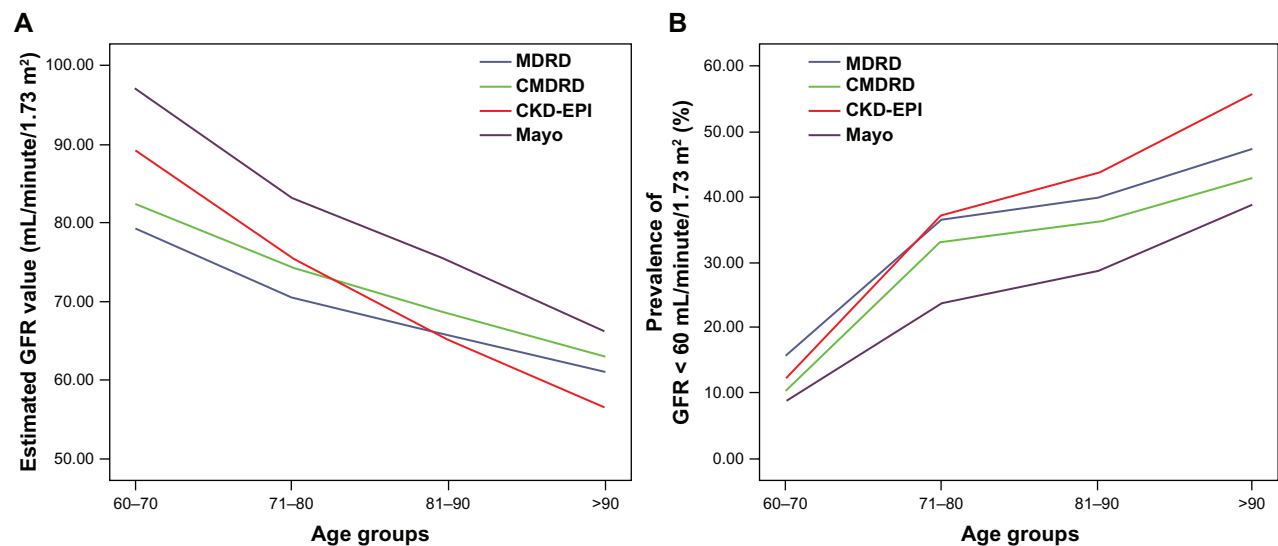 A
Estimated GFR value (mL/minute/1.73 m²)
100.00
90.00
80.00
70.00
60.00
50.00
MDRD
CMDRD
CKD-EPI
Mayo
60–70
71–80
81–90
>90
Age groups
B
Prevalence of
GFR < 60 mL/minute/1.73 m² (%)
60.00
50.00
40.00
30.00
20.00
10.00
0.00
MDRD
CMDRD
CKD-EPI
Mayo
60–70
71–80
81–90
>90
Age groups